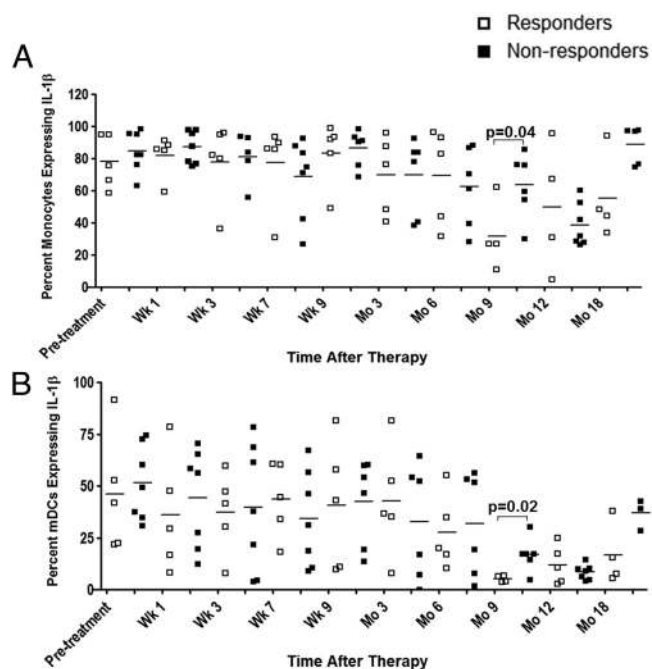 Responders
Non-responders
A
Percent Monocytes Expressing IL-1β
120
100
80
60
40
20
0
p=0.04
Pre-treatment
Wk 1
Wk 3
Wk 7
Wk 9
Mo 3
Mo 6
Mo 9
Mo 12
Mo 18
Time After Therapy
B
Percent mDCs Expressing IL-1β
100
75
50
25
0
p=0.02
Pre-treatment
Wk 1
Wk 3
Wk 7
Wk 9
Mo 3
Mo 6
Mo 9
Mo 12
Mo 18
Time After Therapy